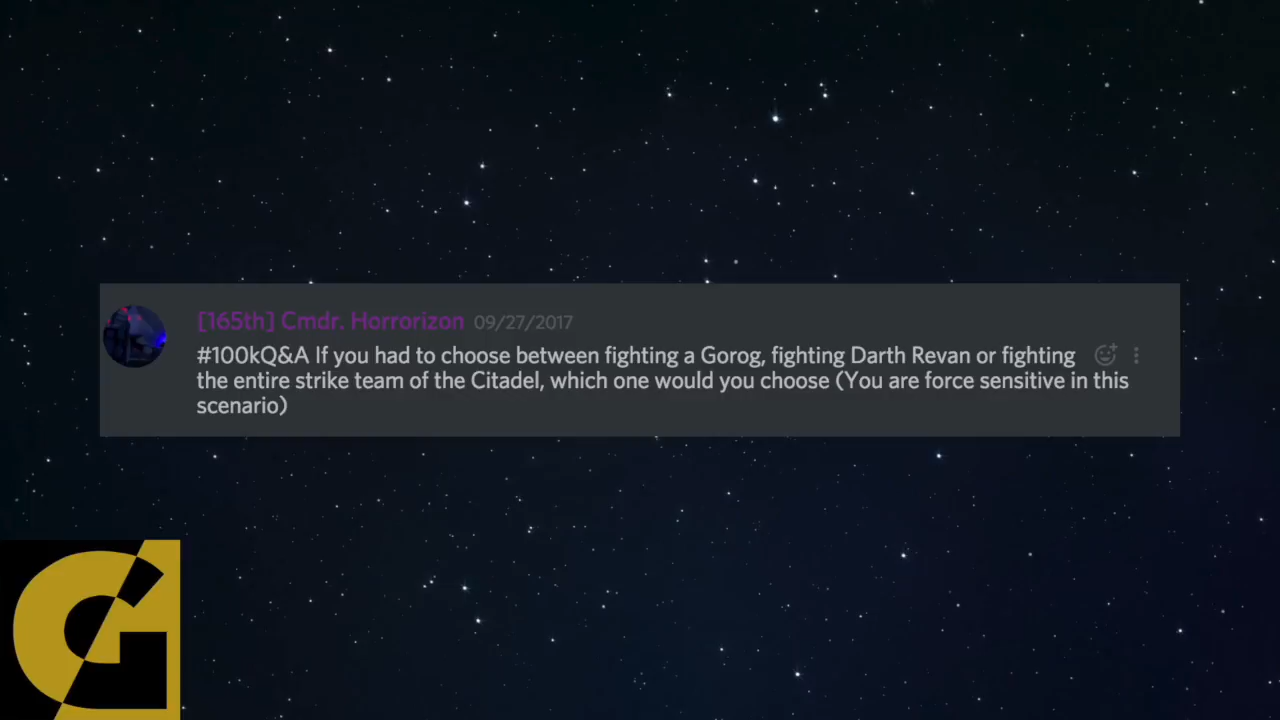 [165th] Cmdr. Horrorizon 09/27/2017
#100kQ&A If you had to choose between fighting a Gorog, fighting Darth Revan or fighting
the entire strike team of the Citadel, which one would you choose (You are force sensitive in this
scenario)
G